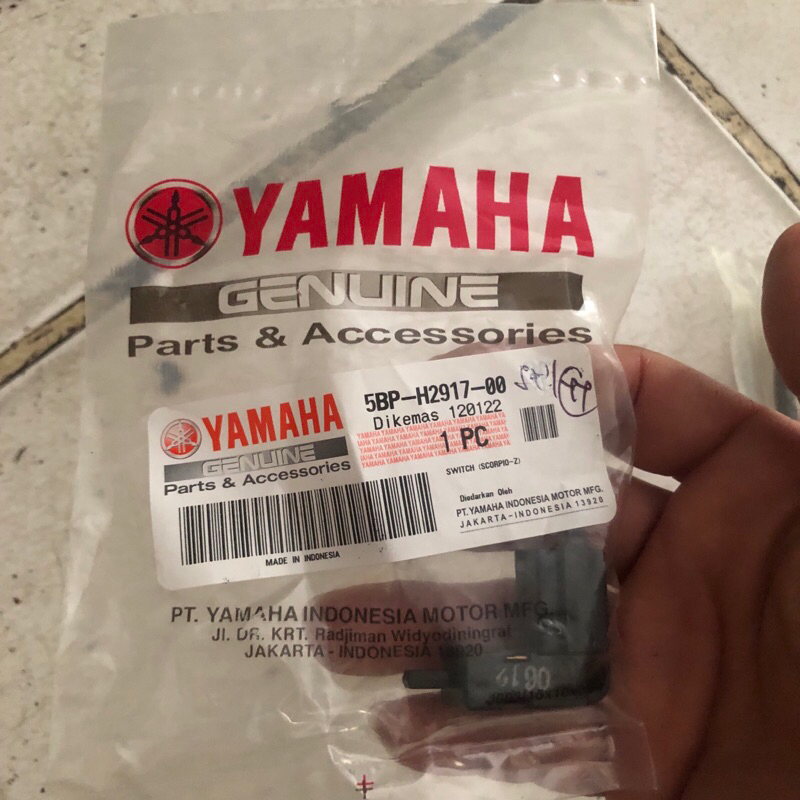 YAMAHA
GENUINE
Parts & Accessories
YAMAHA
GENUINE
Parts & Accessories
5BP-H2917-00
Dikemas 120122
1 PC
SWITCH (SCORPIO-Z)
Diedarkan Oleh
PT. YAMAHA INDONESIA MOTOR MFG.
JAKARTA-INDONESIA 13920
MADE IN INDONESIA
PT. YAMAHA INDONESIA MOTOR MFG.
Jl. DR. KRT. Radjiman Widyodiningrat
JAKARTA - INDONESIA 13920
0612